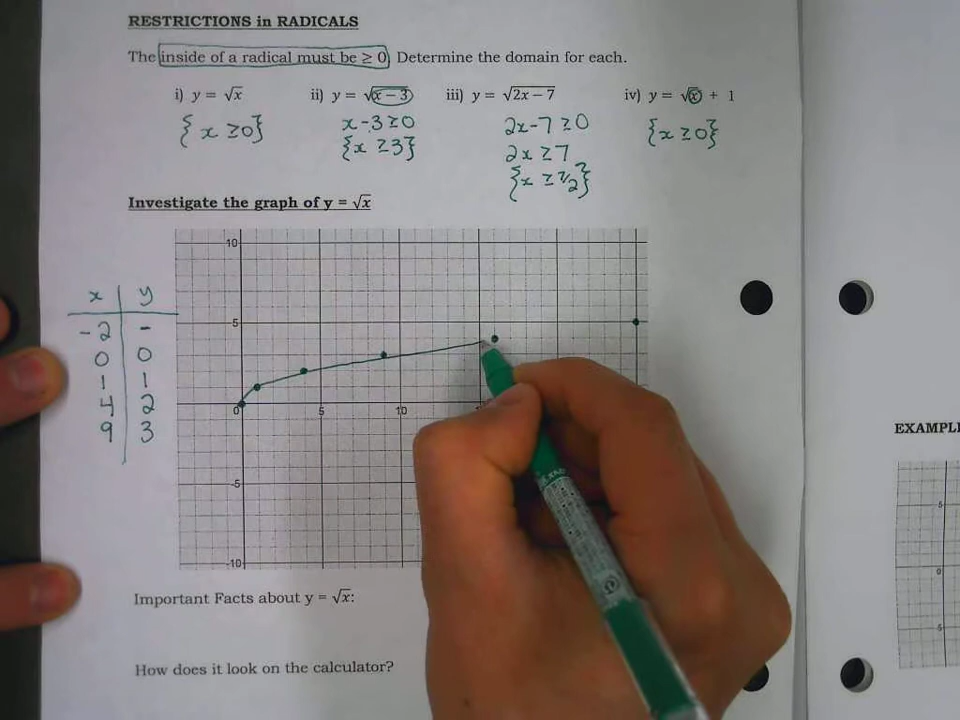 RESTRICTIONS in RADICALS
The inside of a radical must be ≥ 0. Determine the domain for each.
i) y = √x ii) y = √x − 3 iii) y = √2x − 7 iv) y = √x + 1
{x ≥ 0} x - 3 ≥ 0 2x - 7 ≥ 0 {x ≥ 0}
{x ≥ 3} 2x ≥ 7
{x ≥ 7/2}
Investigate the graph of y = √x
10
5
0 5 10
-5
-10
x y
-2 -
0 0
1 1
4 2
9 3
Important Facts about y = √x:
How does it look on the calculator?
5
0